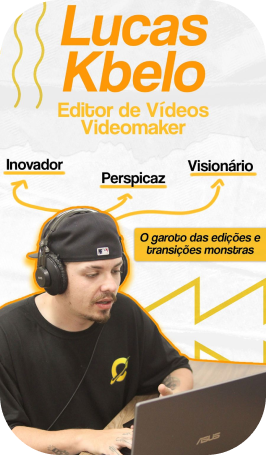 Lucas
Kbelo
Editor de Vídeos
Videomaker
Inovador
Perspicaz
Visionário
O garoto das edições e
transições monstras
ASUS